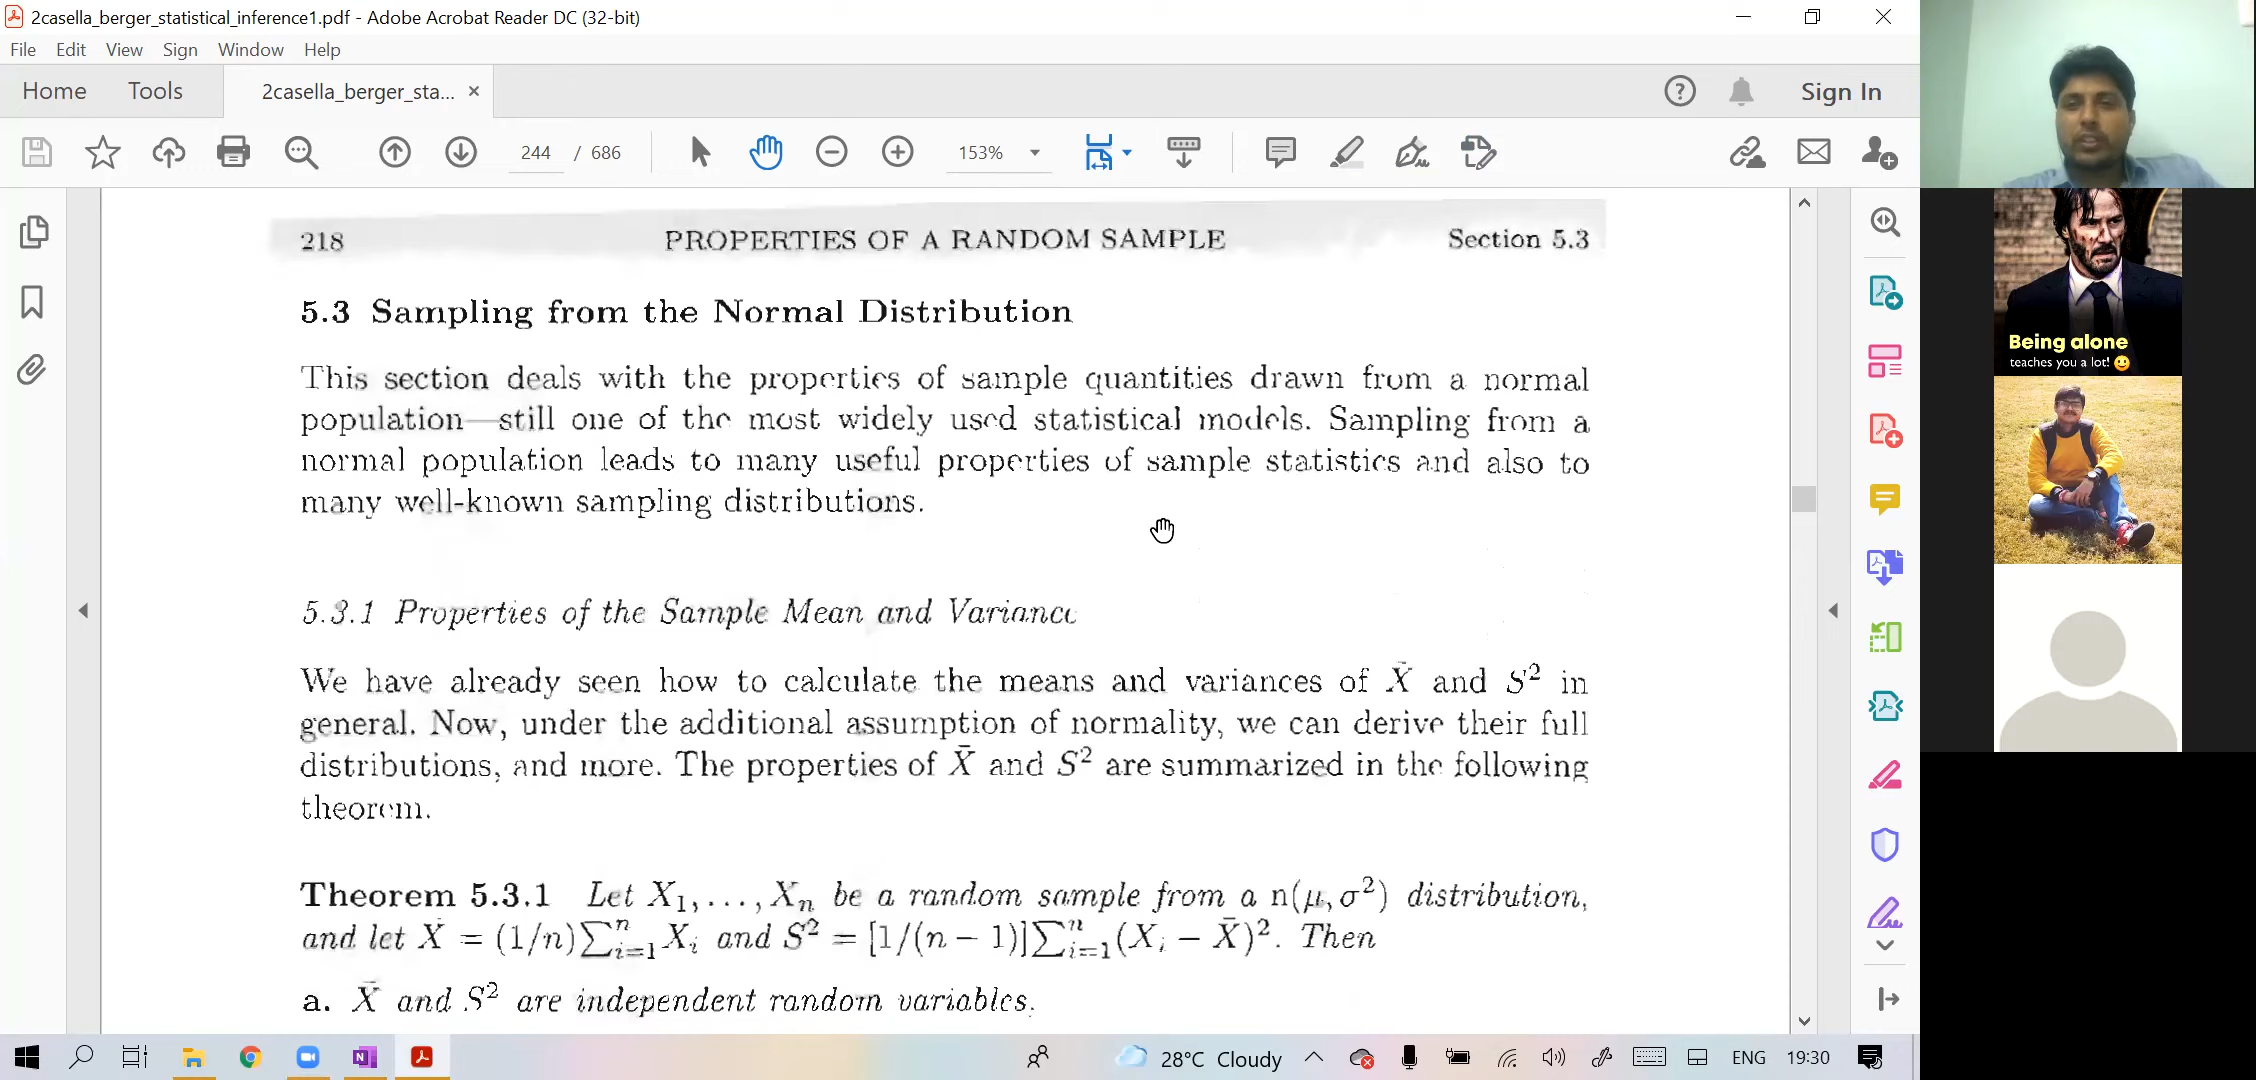 2casella_berger_statistical_inference1.pdf - Adobe Acrobat Reader DC (32-bit)
File Edit View Sign Window Help
Home Tools 2casella_berger_sta... × ? Sign In
244 / 686 153%
218 PROPERTIES OF A RANDOM SAMPLE Section 5.3
5.3 Sampling from the Normal Distribution
This section deals with the properties of sample quantities drawn from a normal
population—still one of the most widely used statistical models. Sampling from a
normal population leads to many useful properties of sample statistics and also to
many well-known sampling distributions.
5.3.1 Properties of the Sample Mean and Variance
We have already seen how to calculate the means and variances of X̄ and S² in
general. Now, under the additional assumption of normality, we can derive their full
distributions, and more. The properties of X̄ and S² are summarized in the following
theorem.
Theorem 5.3.1 Let X₁, . . . , Xₙ be a random sample from a n(μ, σ²) distribution,
and let X̄ = (1/n)∑ⁿᵢ₌₁ Xᵢ and S² = [1/(n − 1)]∑ⁿᵢ₌₁(Xᵢ − X̄)². Then
a. X̄ and S² are independent random variables.
Being alone
teaches you a lot! 🙂
28°C Cloudy ENG 19:30